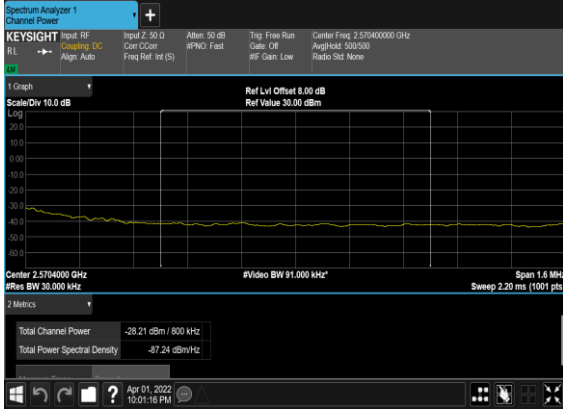 Spectrum Analyzer 1
Channel Power
+
KEYSIGHT Input: RF Input Z: 50 Ω Atten: 50 dB Trig: Free Run Center Freq: 2.570400000 GHz
RL Coupling: DC Corr CCorr #PNO: Fast Gate: Off Avg|Hold: 500/500
Align: Auto Freq Ref: Int (S) #IF Gain: Low Radio Std: None
1 Graph
Ref Lvl Offset 8.00 dB
Scale/Div 10.0 dB Ref Value 30.00 dBm
Log
20.0
10.0
0.00
-10.0
-20.0
-30.0
-40.0
-50.0
-60.0
Center 2.5704000 GHz #Video BW 91.000 kHz* Span 1.6 MHz
#Res BW 30.000 kHz Sweep 2.20 ms (1001 pts
2 Metrics
Total Channel Power -28.21 dBm / 800 kHz
Total Power Spectral Density -87.24 dBm/Hz
?
Apr 01, 2022
10:01:16 PM